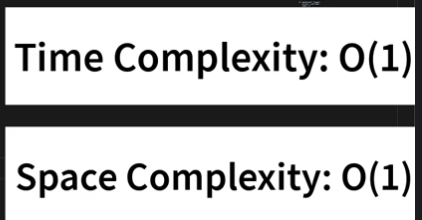 Time Complexity: O(1)
Space Complexity: O(1)